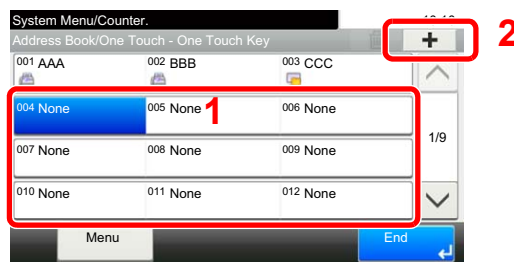 System Menu/Counter.
Address Book/One Touch - One Touch Key
+
2
001 AAA 002 BBB 003 CCC
004 None 005 None 1 006 None
007 None 008 None 009 None
1/9
010 None 011 None 012 None
Menu End